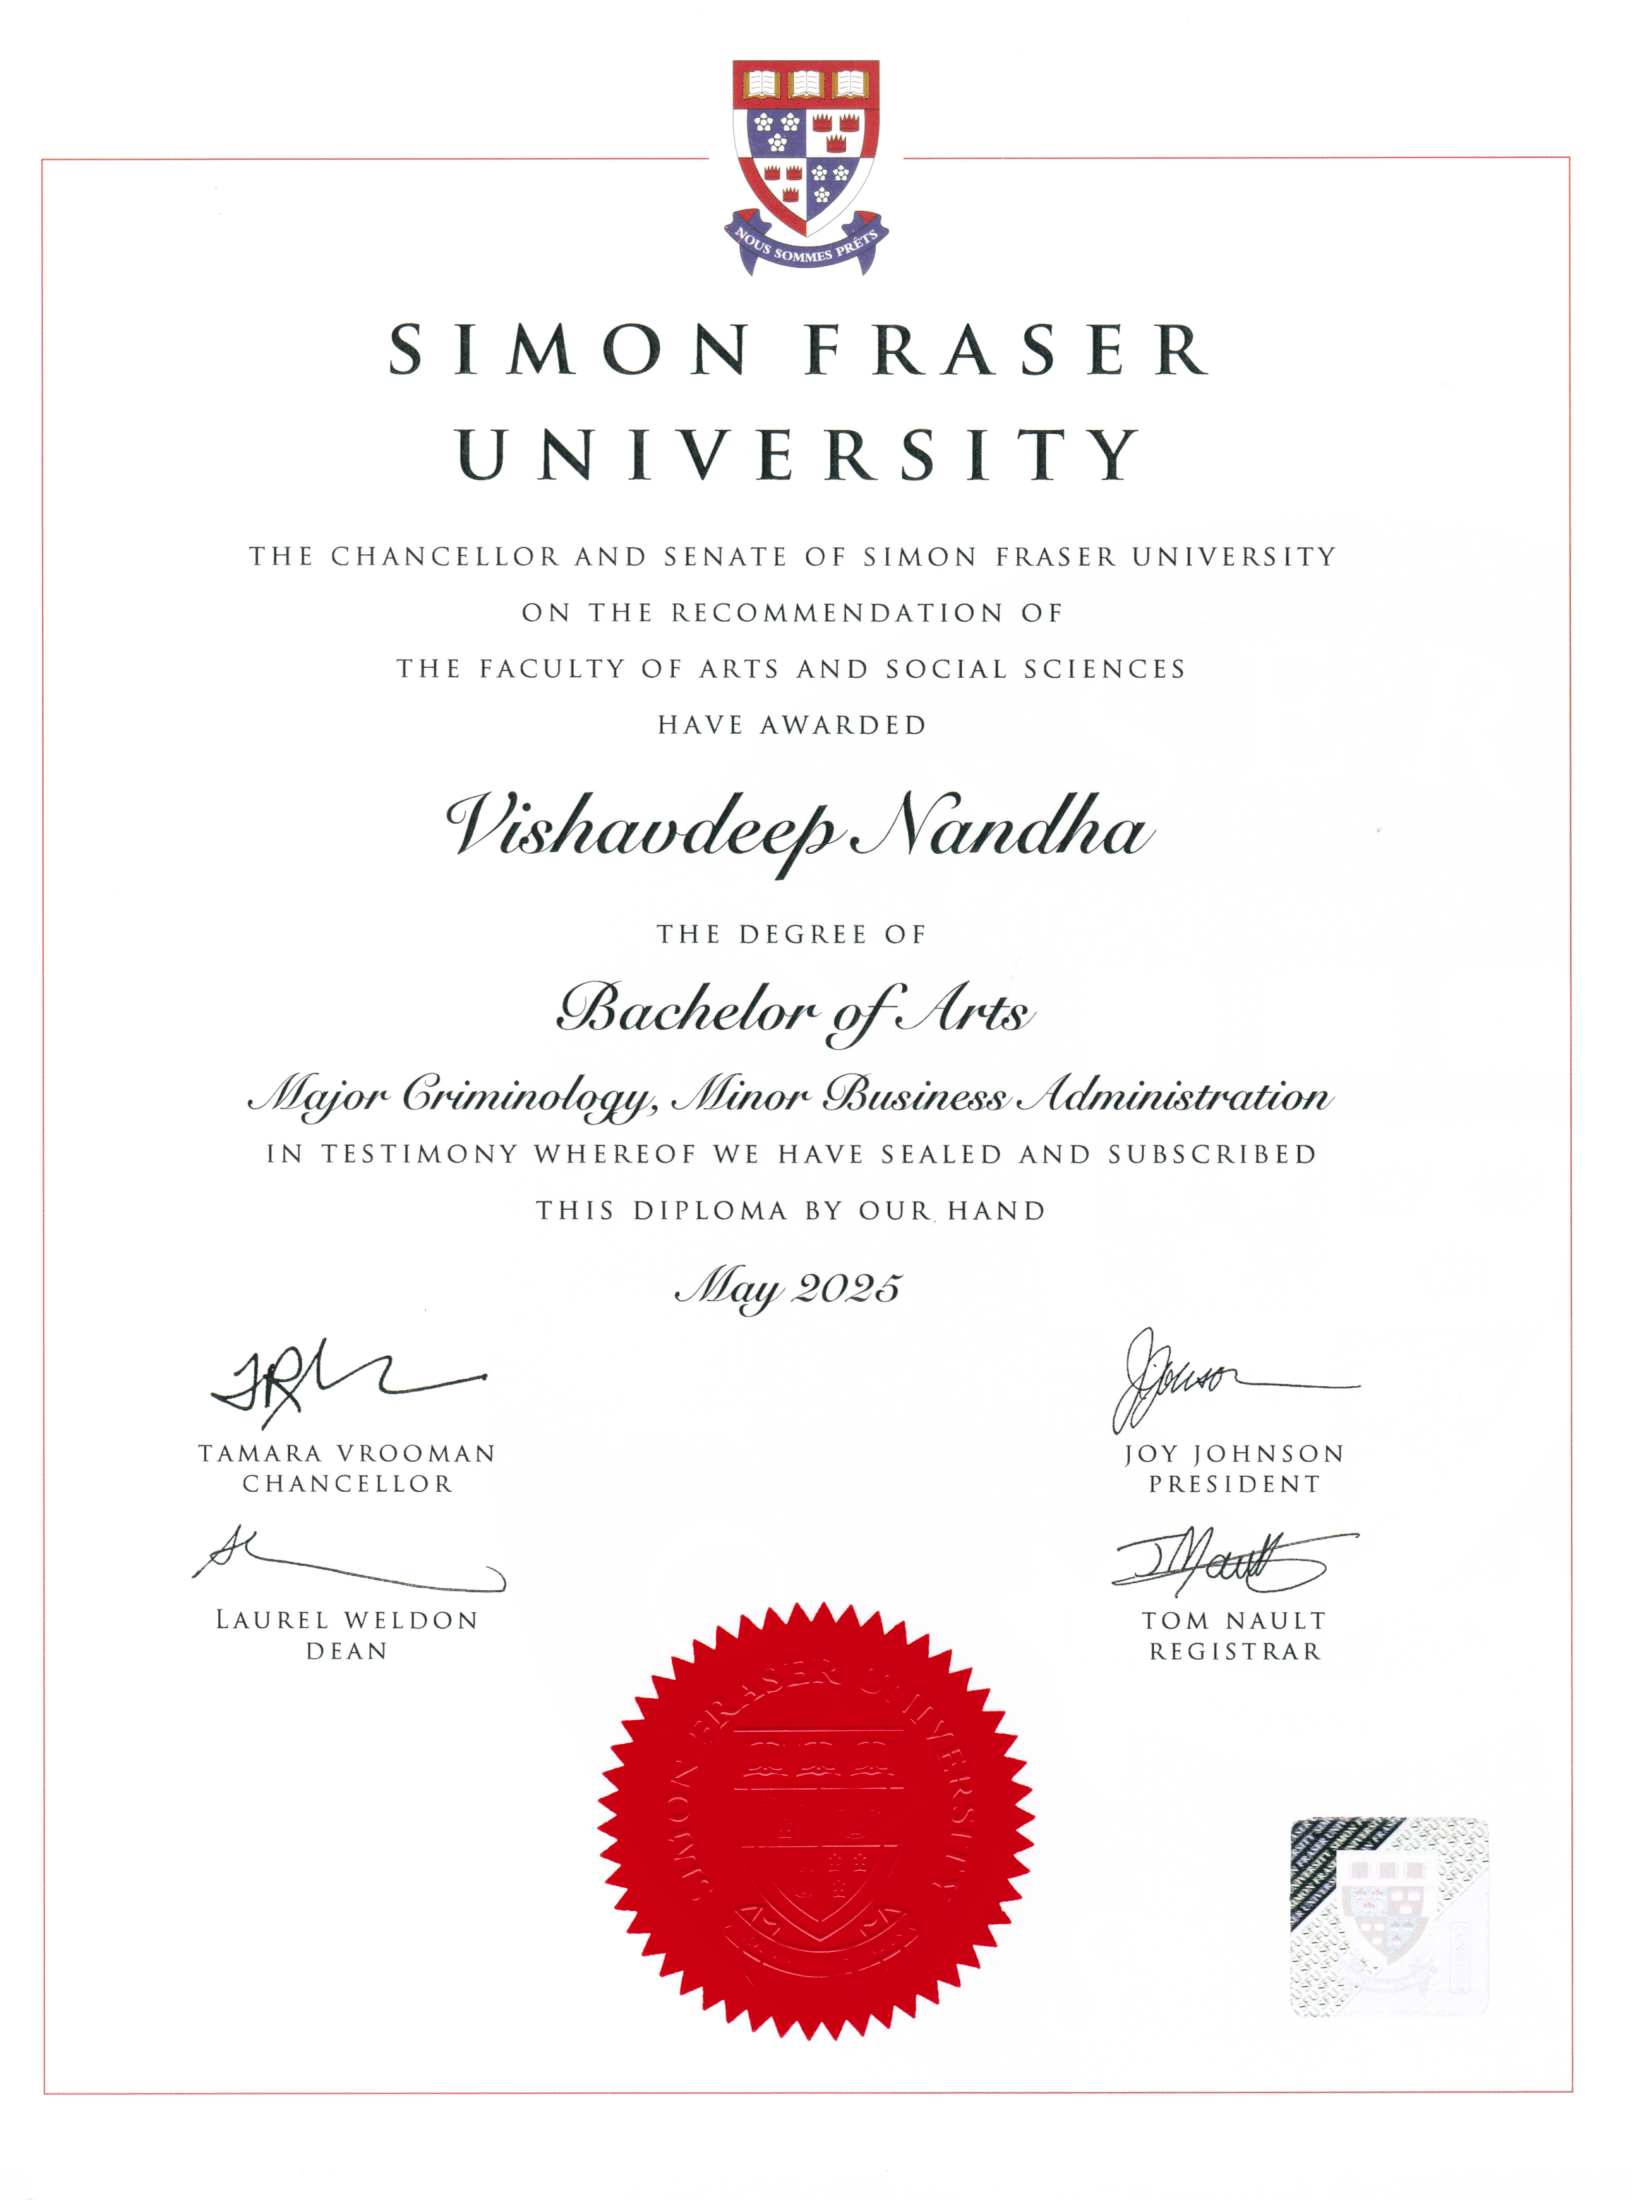 NOUS SOMMES PRÊTS
SIMON FRASER
UNIVERSITY
THE CHANCELLOR AND SENATE OF SIMON FRASER UNIVERSITY
ON THE RECOMMENDATION OF
THE FACULTY OF ARTS AND SOCIAL SCIENCES
HAVE AWARDED
Vishavdeep Nandha
THE DEGREE OF
Bachelor of Arts
Major Criminology, Minor Business Administration
IN TESTIMONY WHEREOF WE HAVE SEALED AND SUBSCRIBED
THIS DIPLOMA BY OUR HAND
May 2025
TAMARA VROOMAN
CHANCELLOR
JOY JOHNSON
PRESIDENT
LAUREL WELDON
DEAN
TOM NAULT
REGISTRAR
SIMON FRASER UNIVERSITY